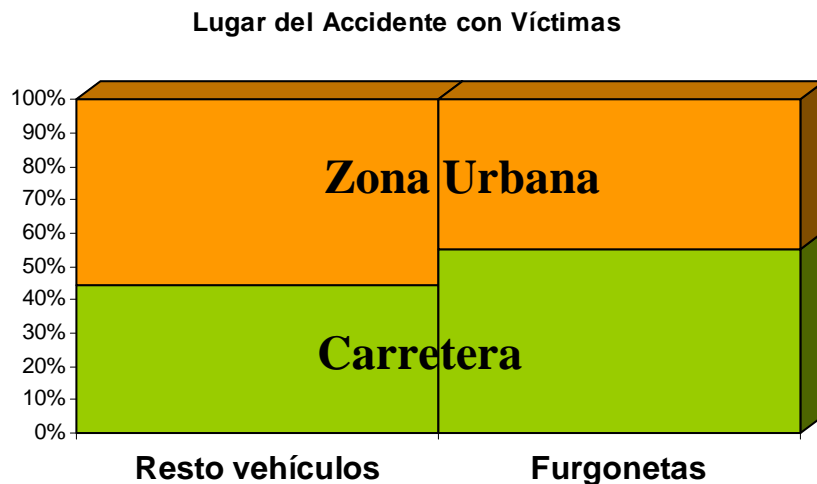 Lugar del Accidente con Víctimas
100%
90%
80%
70%
60%
50%
40%
30%
20%
10%
0%
Zona Urbana
Carretera
Resto vehículos
Furgonetas